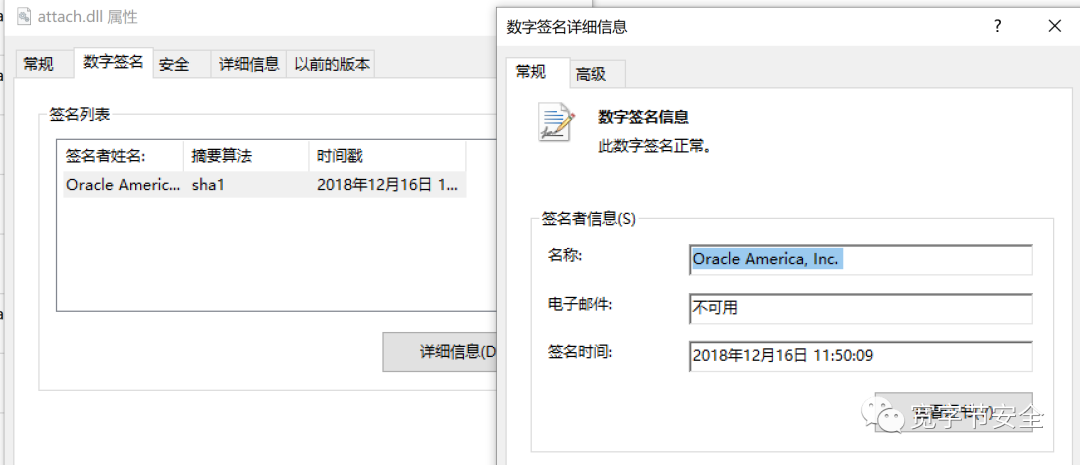 attach.dll 属性
常规
数字签名
安全
详细信息
以前的版本
签名列表
签名者姓名:
摘要算法
时间戳
Oracle Americ...
sha1
2018年12月16日 1...
详细信息(D
数字签名详细信息
?
常规
高级
数字签名信息
此数字签名正常。
签名者信息(S)
名称:
Oracle America, Inc.
电子邮件:
不可用
签名时间:
2018年12月16日 11:50:09
宽字节安全